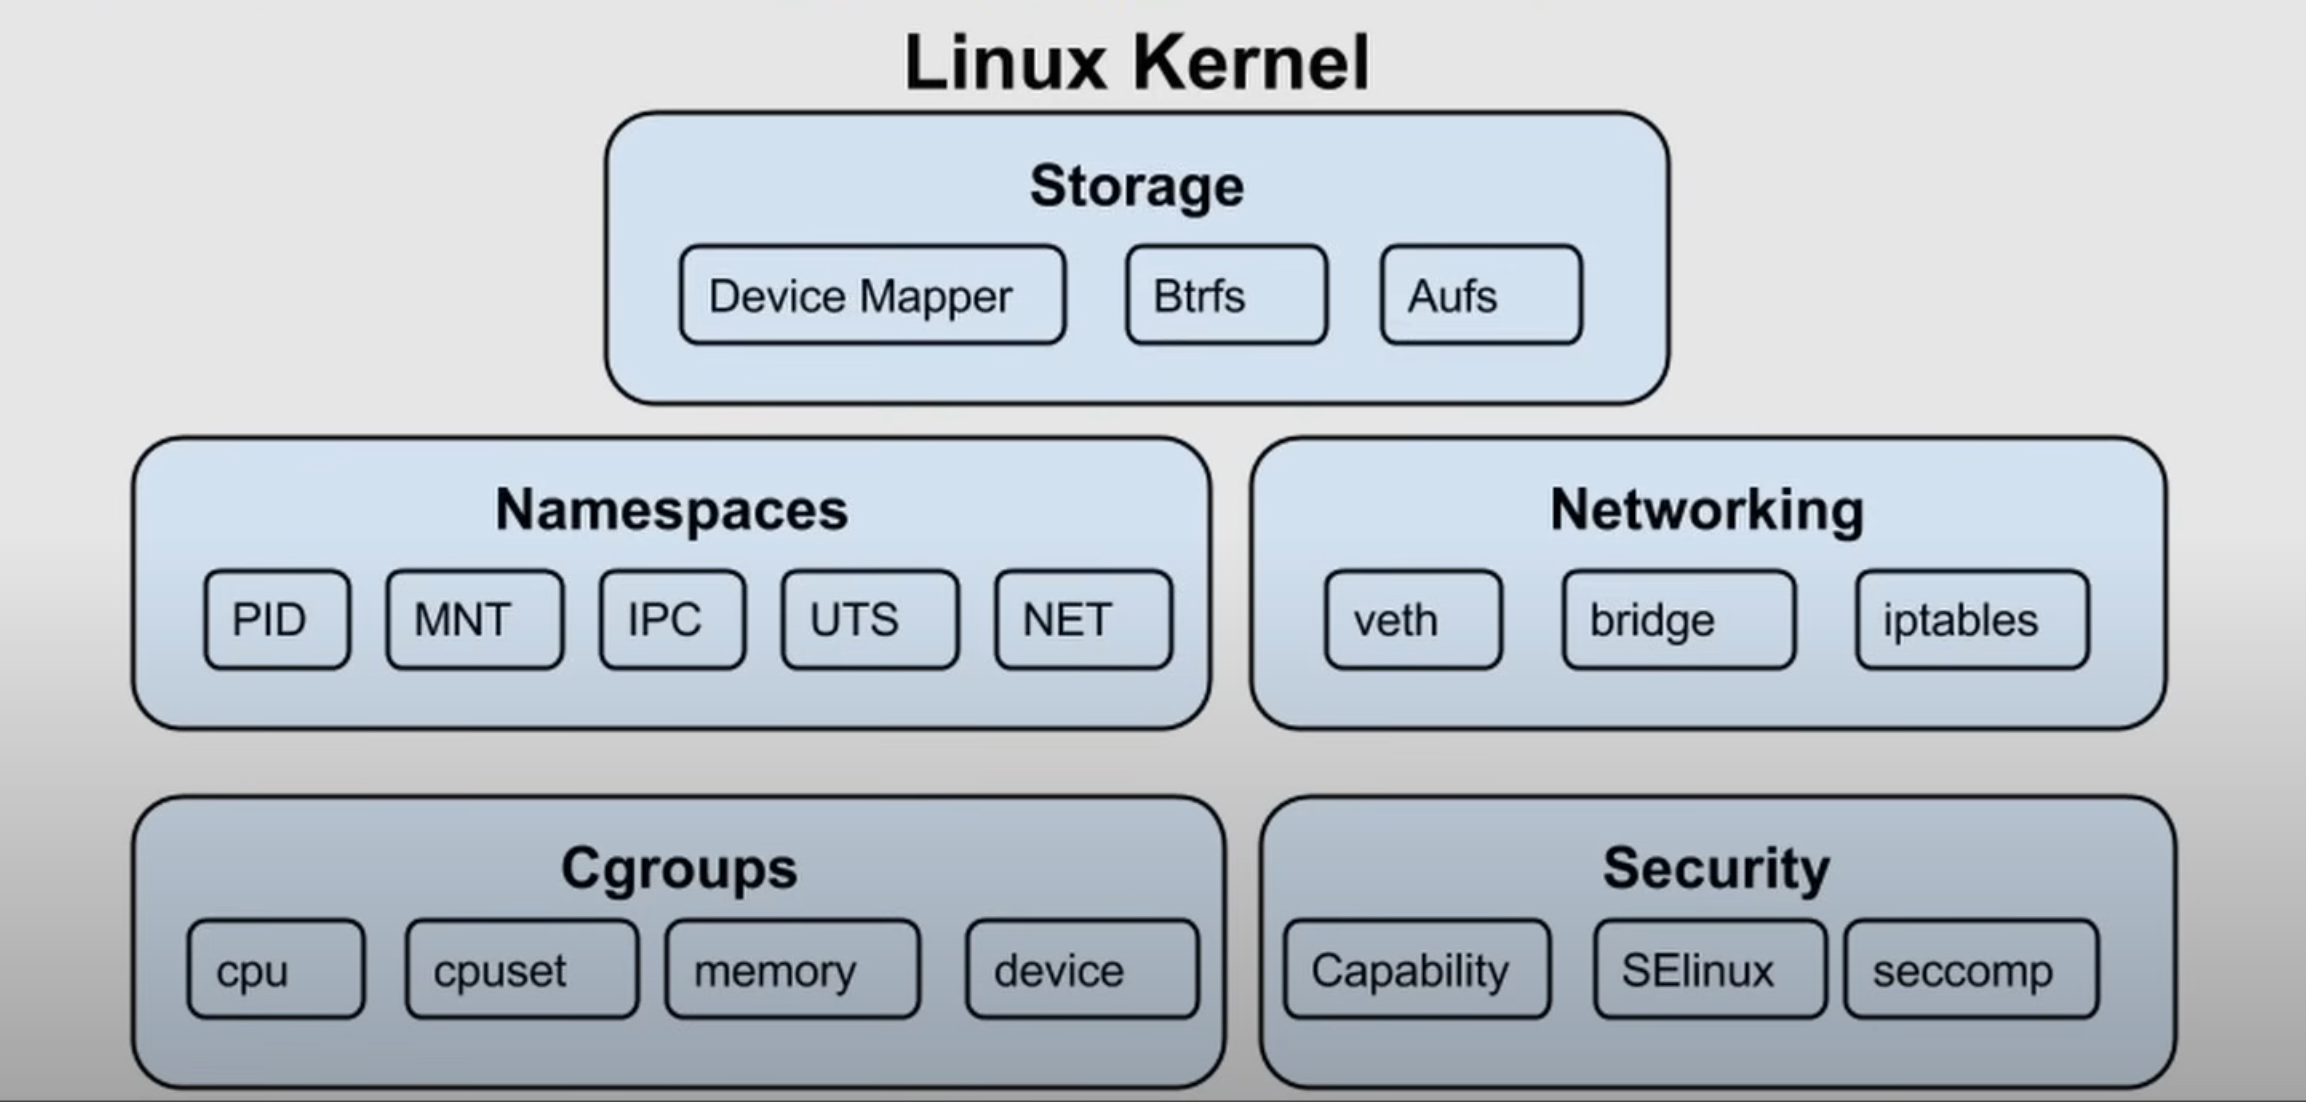 Linux Kernel
Storage
Device Mapper
Btrfs
Aufs
Namespaces
PID
MNT
IPC
UTS
NET
Networking
veth
bridge
iptables
Cgroups
cpu
cpuset
memory
device
Security
Capability
SElinux
seccomp